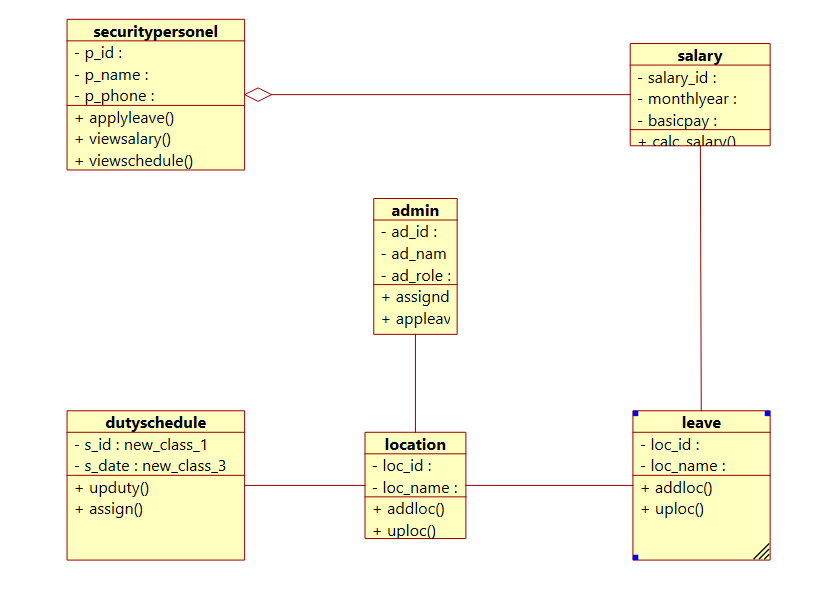 securitypersonel
- p_id :
- p_name :
- p_phone :
+ applyleave()
+ viewsalary()
+ viewschedule()
salary
- salary_id :
- monthlyear :
- basicpay :
+ calc_salary()
admin
- ad_id :
- ad_nam
- ad_role :
+ assignd
+ appleav
dutyschedule
- s_id : new_class_1
- s_date : new_class_3
+ upduty()
+ assign()
location
- loc_id :
- loc_name :
+ addloc()
+ uploc()
leave
- loc_id :
- loc_name :
+ addloc()
+ uploc()